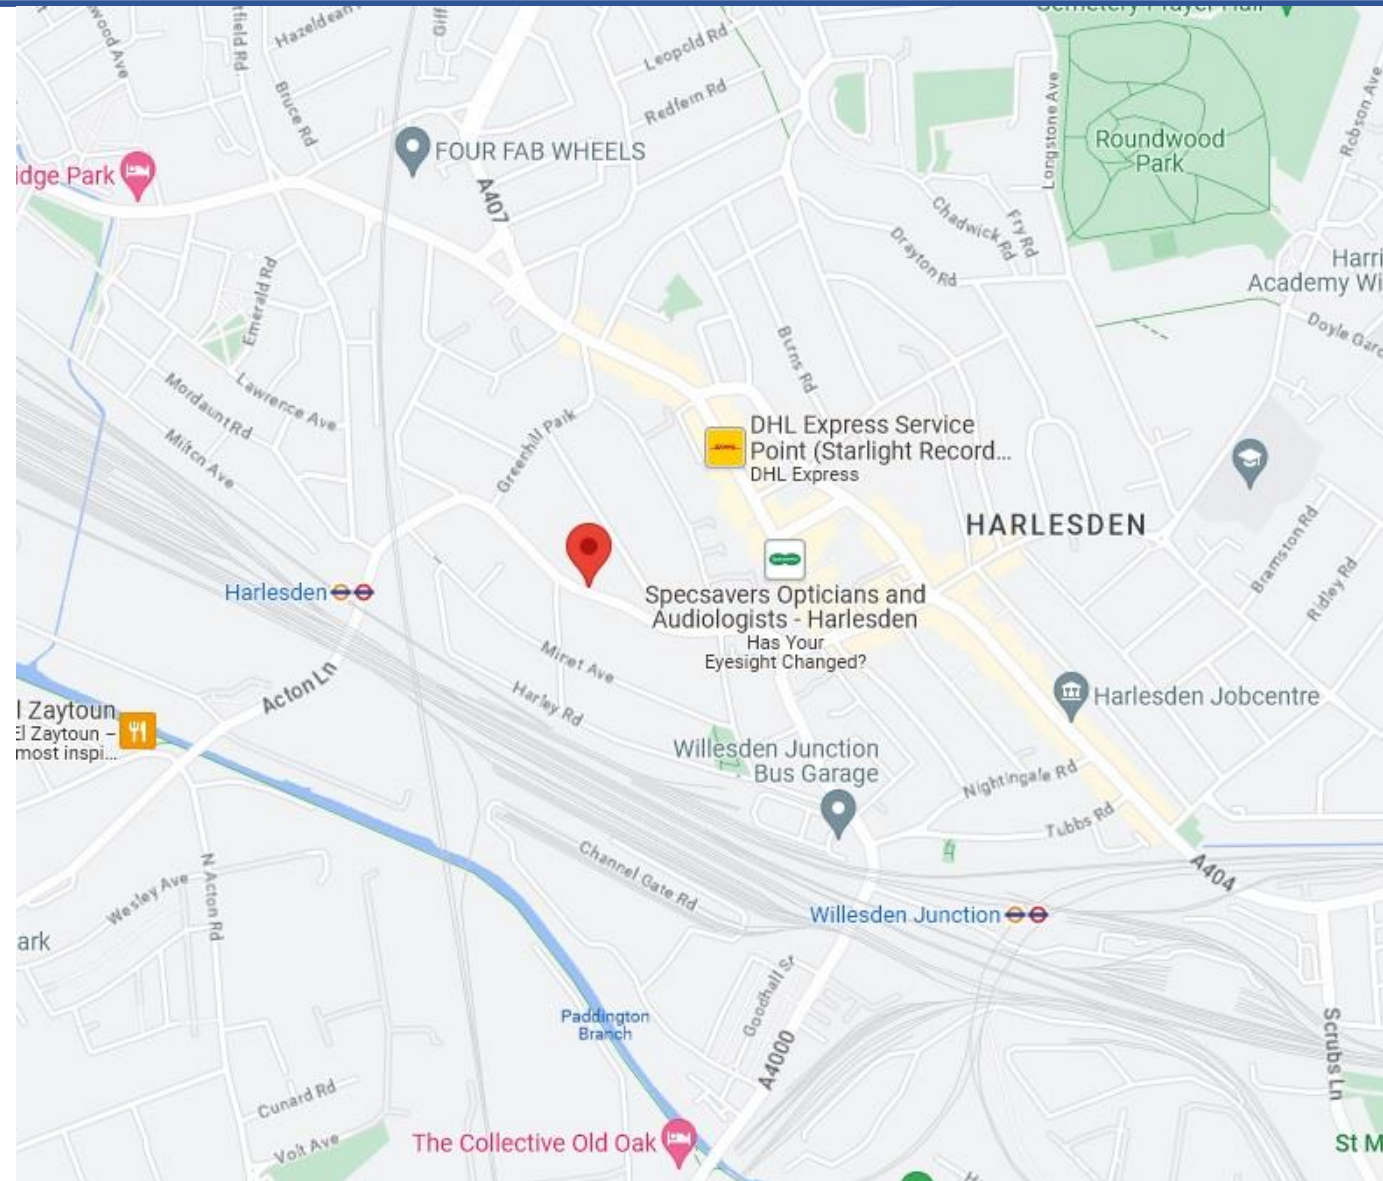 Cemetery Prayer Hall
Hazeldean
Leopold Rd
Redfern Rd
Bruce Rd
Longstone Ave
Robson Ave
Roundwood
Park
FOUR FAB WHEELS
idge Park
A407
Chadwick Rd
Fry Rd
Drayton Rd
Harri
Academy Wi
Doyle Gard
Emerald Rd
Burns Rd
Lawrence Ave
Mordaunt Rd
Milton Ave
Greenhill Park
DHL Express Service
Point (Starlight Record...
DHL Express
HARLESDEN
Bramston Rd
Ridley Rd
Harlesden
Specsavers Opticians and
Audiologists - Harlesden
Has Your
Eyesight Changed?
Miret Ave
Harley Rd
Acton Ln
Harlesden Jobcentre
l Zaytoun
El Zaytoun –
most inspi...
Willesden Junction
Bus Garage
Nightingale Rd
Tubbs Rd
A404
Channel Gate Rd
N Acton Rd
Wesley Ave
Willesden Junction
ark
Goodhall St
Paddington
Branch
A4000
Scrubs Ln
Cunard Rd
Volt Ave
The Collective Old Oak
St M